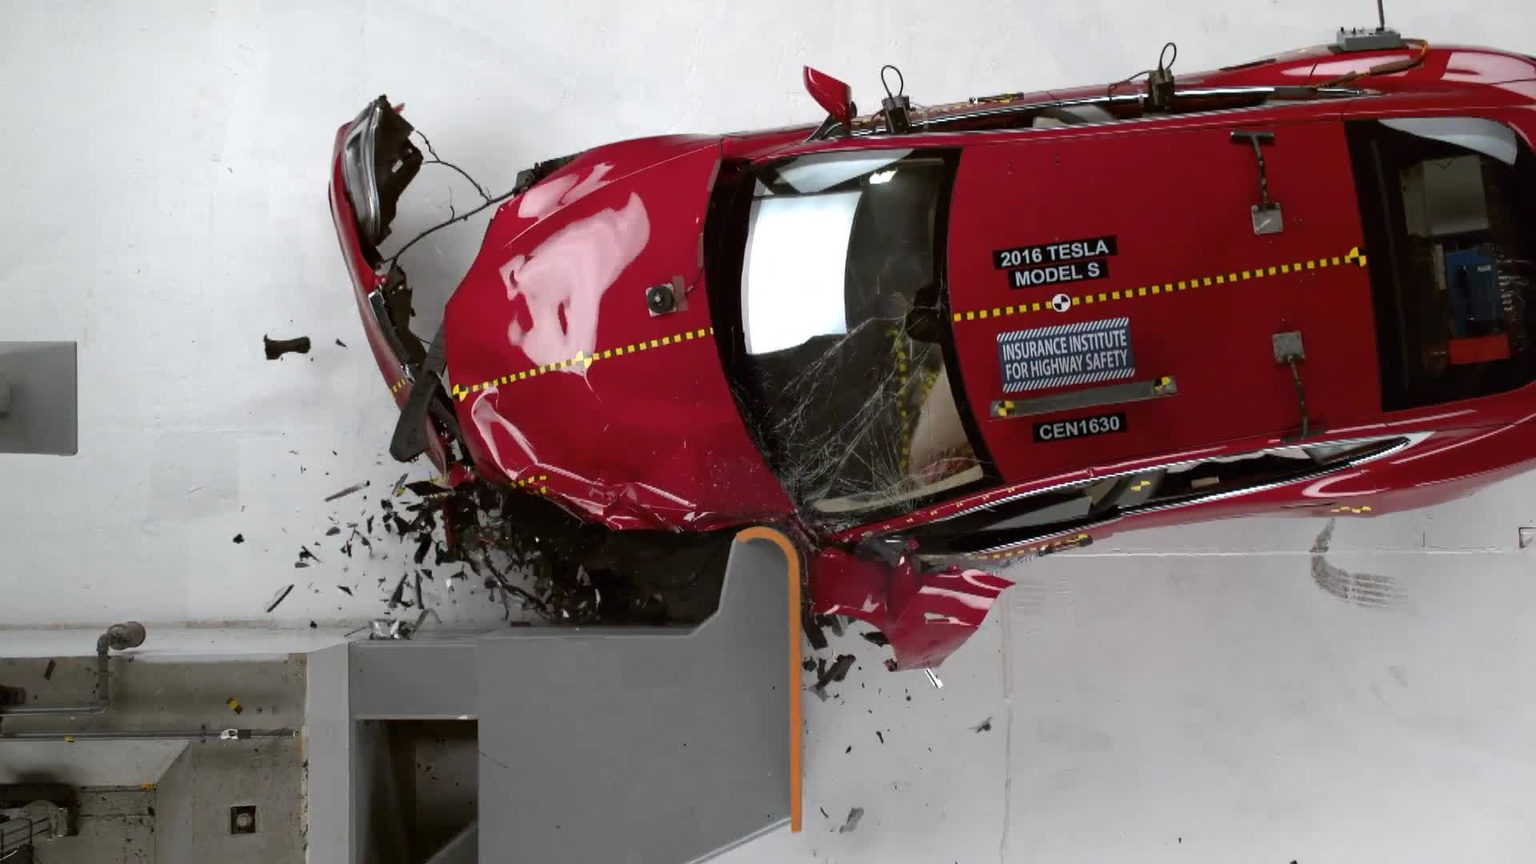 2016 TESLA
MODEL S
INSURANCE INSTITUTE
FOR HIGHWAY SAFETY
CEN1630